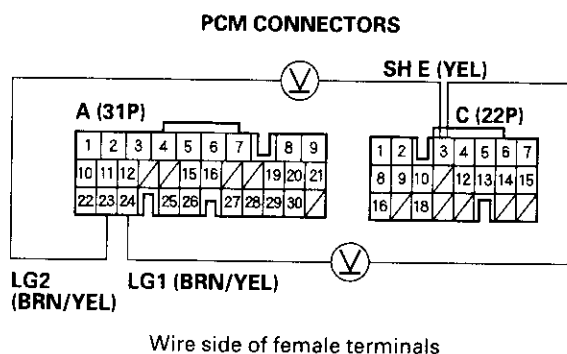 PCM CONNECTORS
SH E (YEL)
A (31P)
C (22P)
1 2 3 4 5 6 7 8 9
10 11 12 15 16 19 20 21
22 23 24 25 26 27 28 29 30
1 2 3 4 5 6 7
8 9 10 12 13 14 15
16 18
V
V
LG2
(BRN/YEL)
LG1 (BRN/YEL)
Wire side of female terminals